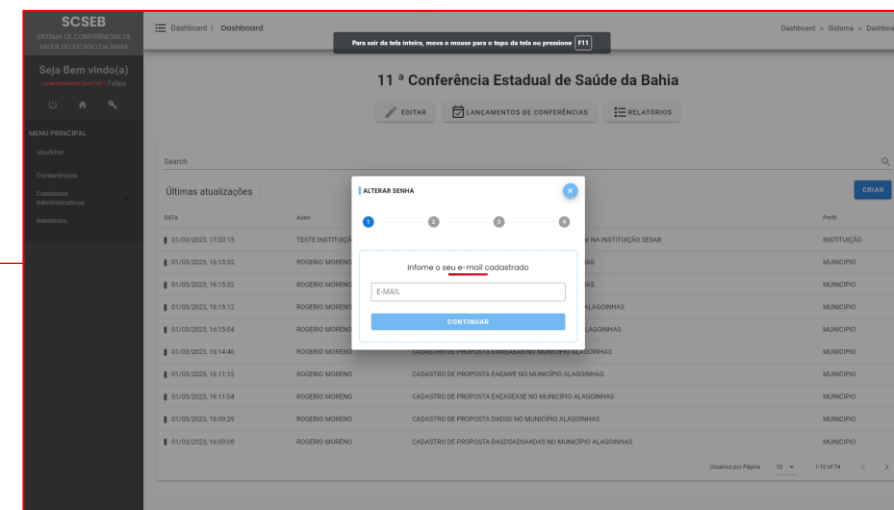 SCSEB
SISTEMA DE CONFERÊNCIAS DE
SAÚDE DO ESTADO DA BAHIA
Dashboard | Dashboard
Para sair da tela inteira, mova o mouse para o topo da tela ou pressione F11
Dashboard > Sistema > Dashboa
Seja Bem vindo(a)
Felipe
MENU PRINCIPAL
Usuários
Conferências
Cadastros
Administrativos
Relatórios
11 ª Conferência Estadual de Saúde da Bahia
EDITAR
LANÇAMENTOS DE CONFERÊNCIAS
RELATÓRIOS
Search
Últimas atualizações
CRIAR
ALTERAR SENHA
1 2 3 4
Informe o seu e-mail cadastrado
E-MAIL
CONTINUAR
DATA Autor Perfil
01/03/2023, 17:20:15 TESTE INSTITUIÇÃ NA INSTITUIÇÃO SESAB INSTITUIÇÃO
01/03/2023, 16:15:32 ROGERIO MORENO AS MUNICIPIO
01/03/2023, 16:15:32 ROGERIO MORENO AS MUNICIPIO
01/03/2023, 16:15:12 ROGERIO MORENO ALAGOINHAS MUNICIPIO
01/03/2023, 16:15:04 ROGERIO MORENO LAGOINHAS MUNICIPIO
01/03/2023, 16:14:46 ROGERIO MORENO CADASTRO DE PROPOSTA EAWEAEAS NO MUNICÍPIO ALAGOINHAS MUNICIPIO
01/03/2023, 16:11:12 ROGERIO MORENO CADASTRO DE PROPOSTA EAEAWE NO MUNICÍPIO ALAGOINHAS MUNICIPIO
01/03/2023, 16:11:04 ROGERIO MORENO CADASTRO DE PROPOSTA EAEASEASE NO MUNICÍPIO ALAGOINHAS MUNICIPIO
01/03/2023, 16:09:29 ROGERIO MORENO CADASTRO DE PROPOSTA DADSD NO MUNICÍPIO ALAGOINHAS MUNICIPIO
01/03/2023, 16:09:08 ROGERIO MORENO CADASTRO DE PROPOSTA DASDSADSAADAS NO MUNICÍPIO ALAGOINHAS MUNICIPIO
Usuários por Página 10 1-10 of 74